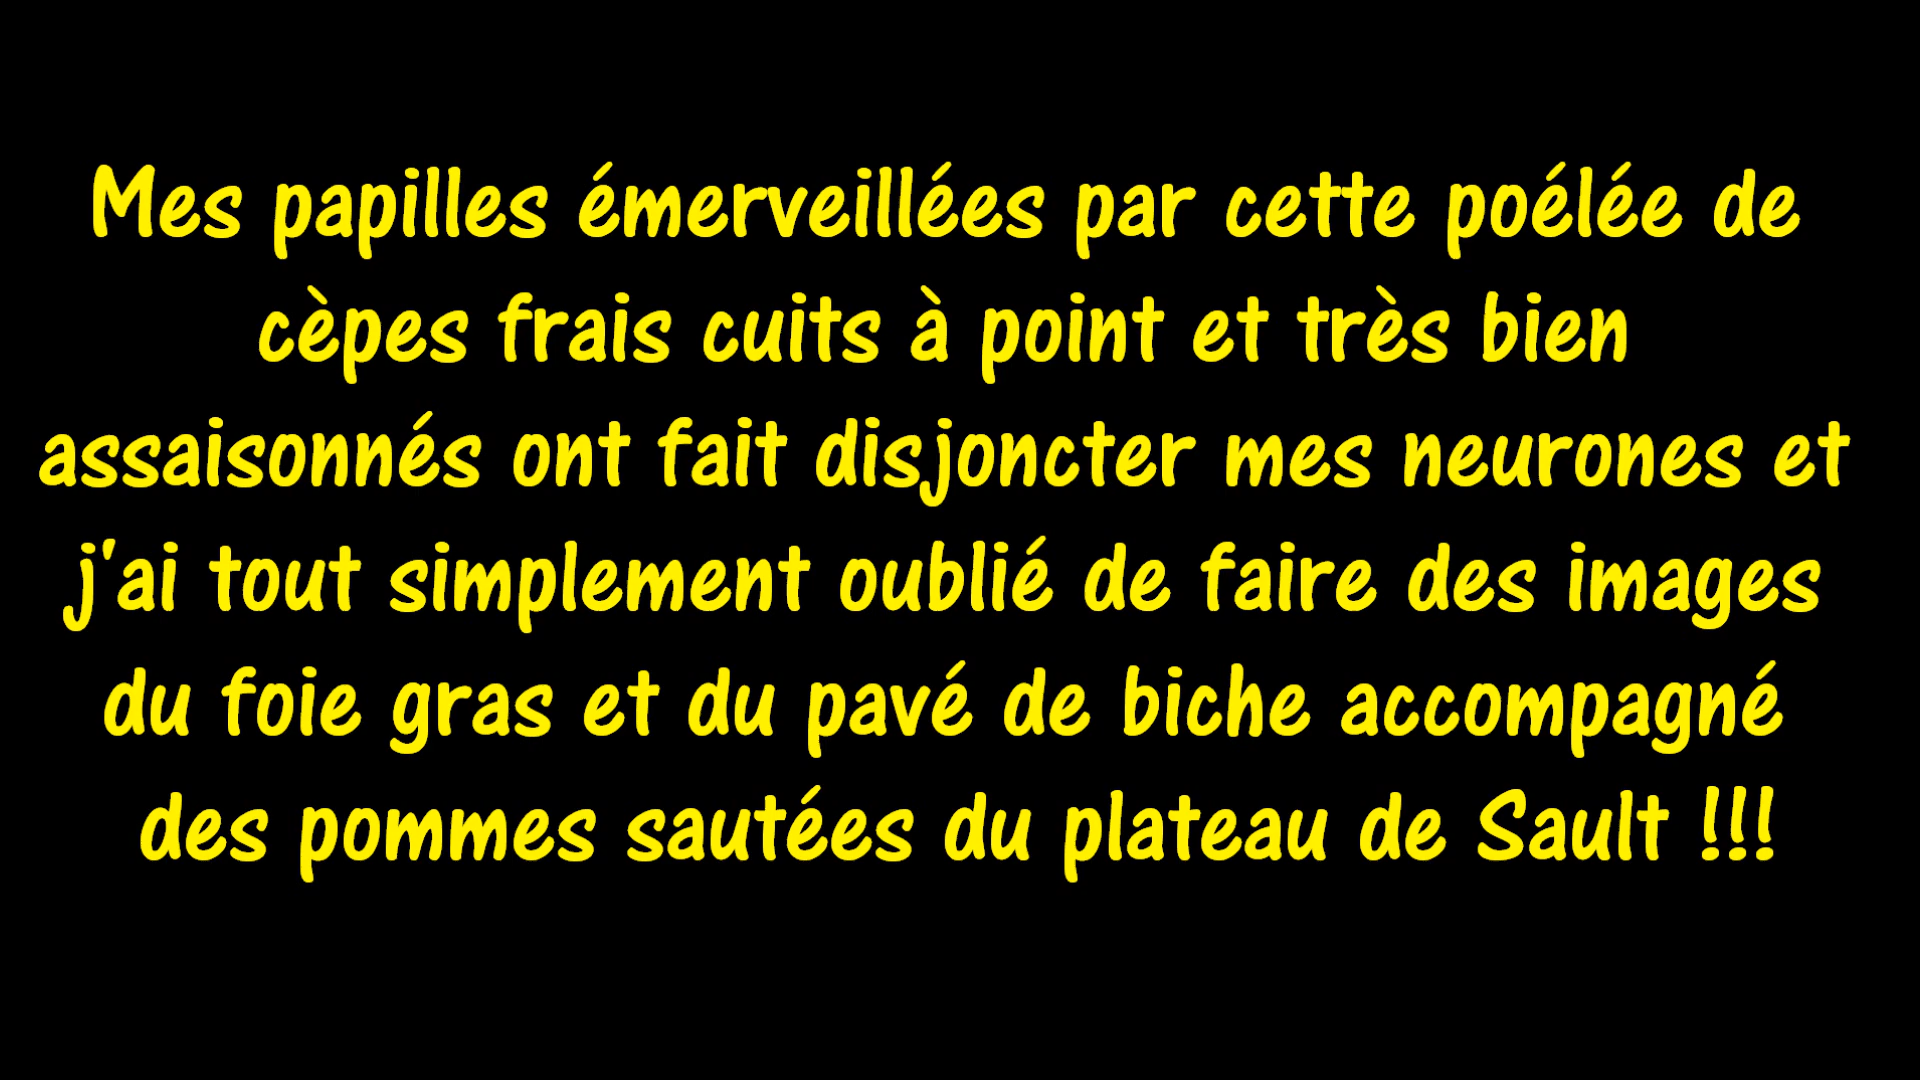 Mes papilles émerveillées par cette poélée de
cèpes frais cuits à point et très bien
assaisonnés ont fait disjoncter mes neurones et
j'ai tout simplement oublié de faire des images
du foie gras et du pavé de biche accompagné
des pommes sautées du plateau de Sault !!!